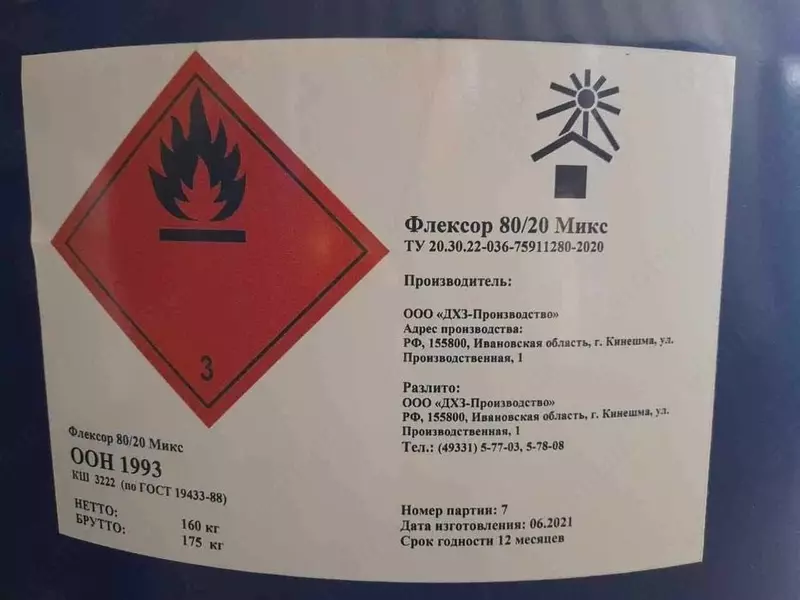 3
Флексор 80/20 Микс
ООН 1993
КШ 3222 (по ГОСТ 19433-88)
НЕТТО: 160 кг
БРУТТО: 175 кг
Флексор 80/20 Микс
ТУ 20.30.22-036-75911280-2020
Производитель:
ООО «ДХЗ-Производство»
Адрес производства:
РФ, 155800, Ивановская область, г. Кинешма, ул.
Производственная, 1
Разлито:
ООО «ДХЗ-Производство»
РФ, 155800, Ивановская область, г. Кинешма, ул.
Производственная, 1
Тел.: (49331) 5-77-03, 5-78-08
Номер партии: 7
Дата изготовления: 06.2021
Срок годности 12 месяцев